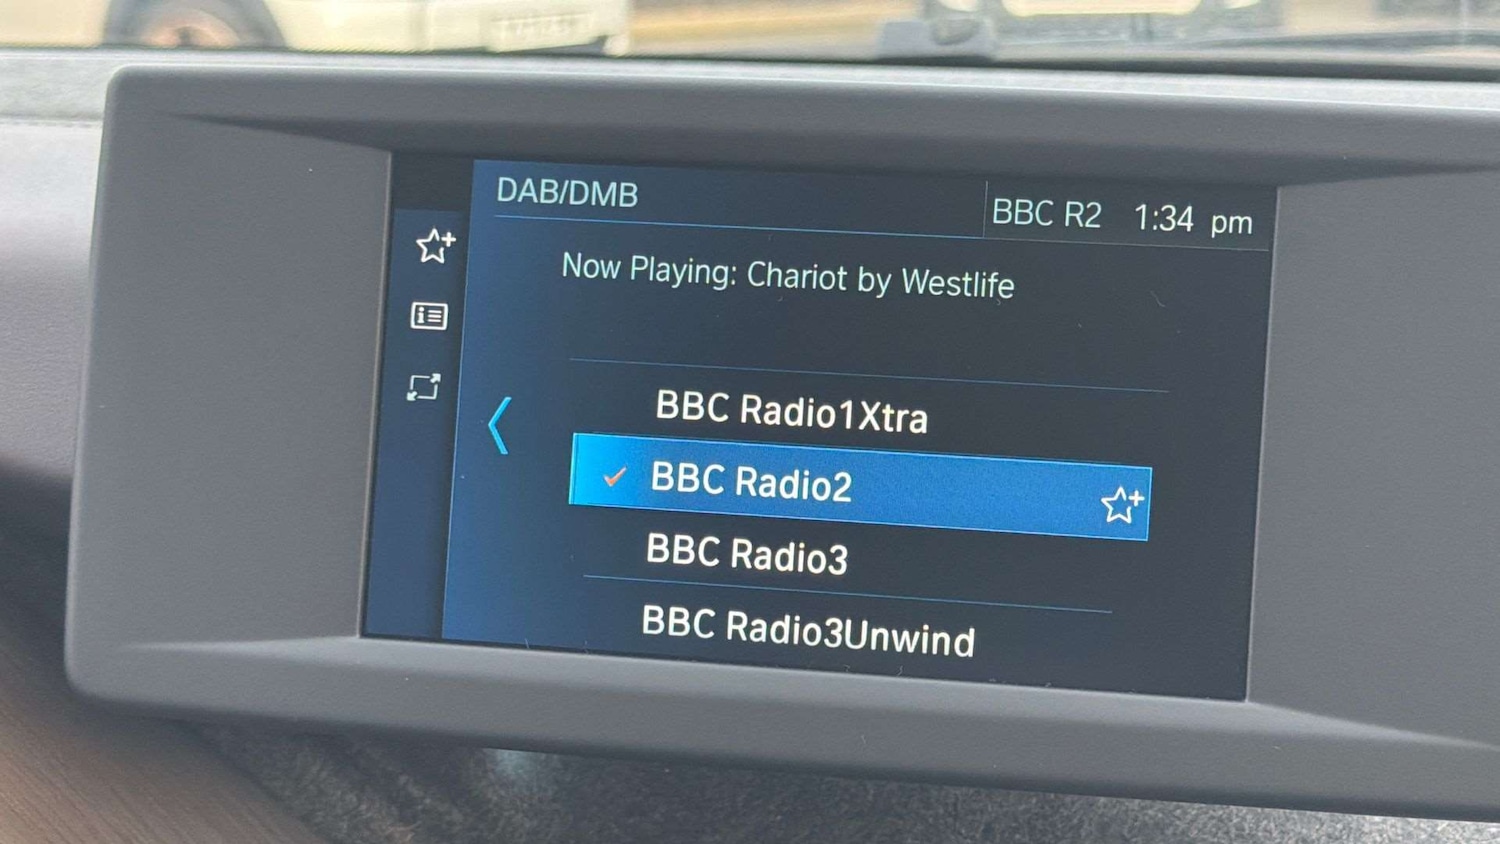 DAB/DMB
BBC R2 1:34 pm
Now Playing: Chariot by Westlife
BBC Radio1Xtra
BBC Radio2
BBC Radio3
BBC Radio3Unwind